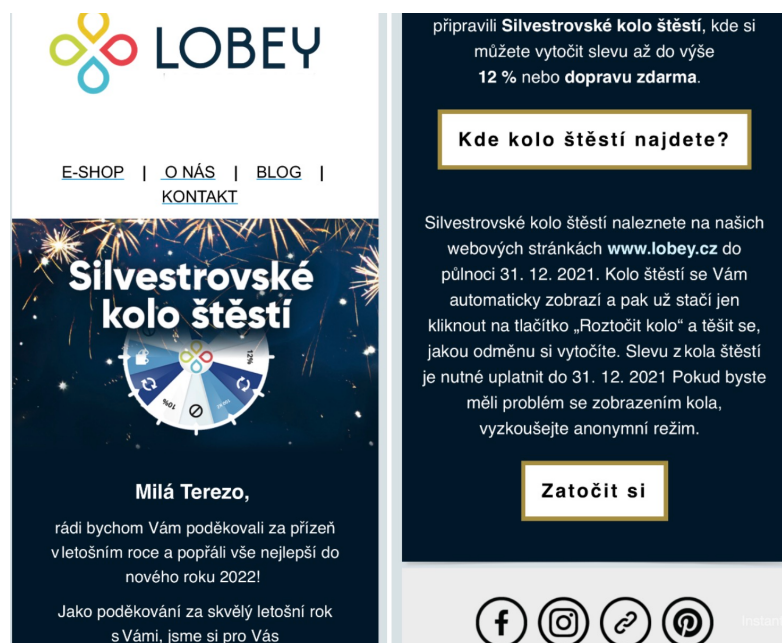 LOBEY
E-SHOP | O NÁS | BLOG |
KONTAKT
Silvestrovské
kolo štěstí
12%
10%
Milá Terezo,
rádi bychom Vám poděkovali za přízeň
v letošním roce a popřáli vše nejlepší do
nového roku 2022!
Jako poděkování za skvělý letošní rok
s Vámi, jsme si pro Vás
připravili Silvestrovské kolo štěstí, kde si
můžete vytočit slevu až do výše
12 % nebo dopravu zdarma.
Kde kolo štěstí najdete?
Silvestrovské kolo štěstí naleznete na našich
webových stránkách www.lobey.cz do
půlnoci 31. 12. 2021. Kolo štěstí se Vám
automaticky zobrazí a pak už stačí jen
kliknout na tlačítko „Roztočit kolo“ a těšit se,
jakou odměnu si vytočíte. Slevu z kola štěstí
je nutné uplatnit do 31. 12. 2021 Pokud byste
měli problém se zobrazením kola,
vyzkoušejte anonymní režim.
Zatočit si